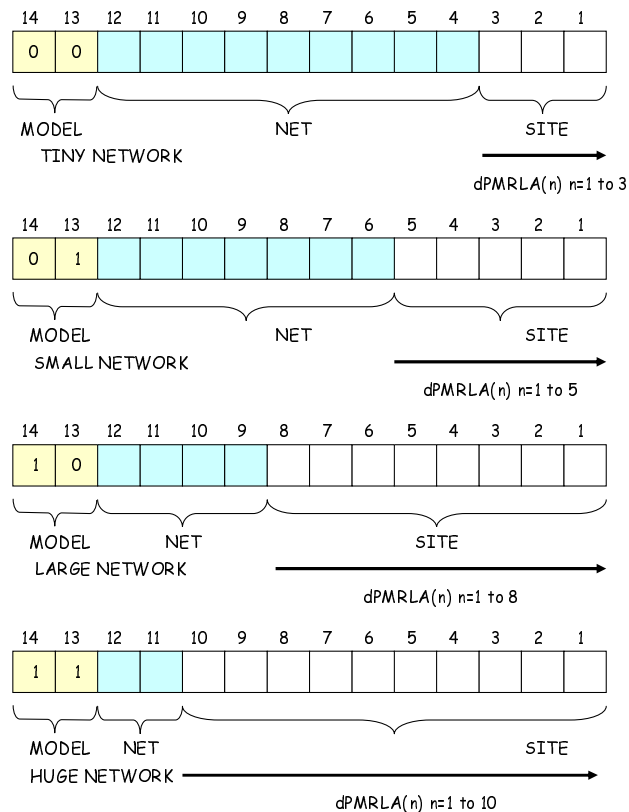 14 13 12 11 10 9 8 7 6 5 4 3 2 1
0 0
MODEL NET SITE
TINY NETWORK
dPMRLA(n) n=1 to 3
14 13 12 11 10 9 8 7 6 5 4 3 2 1
0 1
MODEL NET SITE
SMALL NETWORK
dPMRLA(n) n=1 to 5
14 13 12 11 10 9 8 7 6 5 4 3 2 1
1 0
MODEL NET SITE
LARGE NETWORK
dPMRLA(n) n=1 to 8
14 13 12 11 10 9 8 7 6 5 4 3 2 1
1 1
MODEL NET SITE
HUGE NETWORK
dPMRLA(n) n=1 to 10